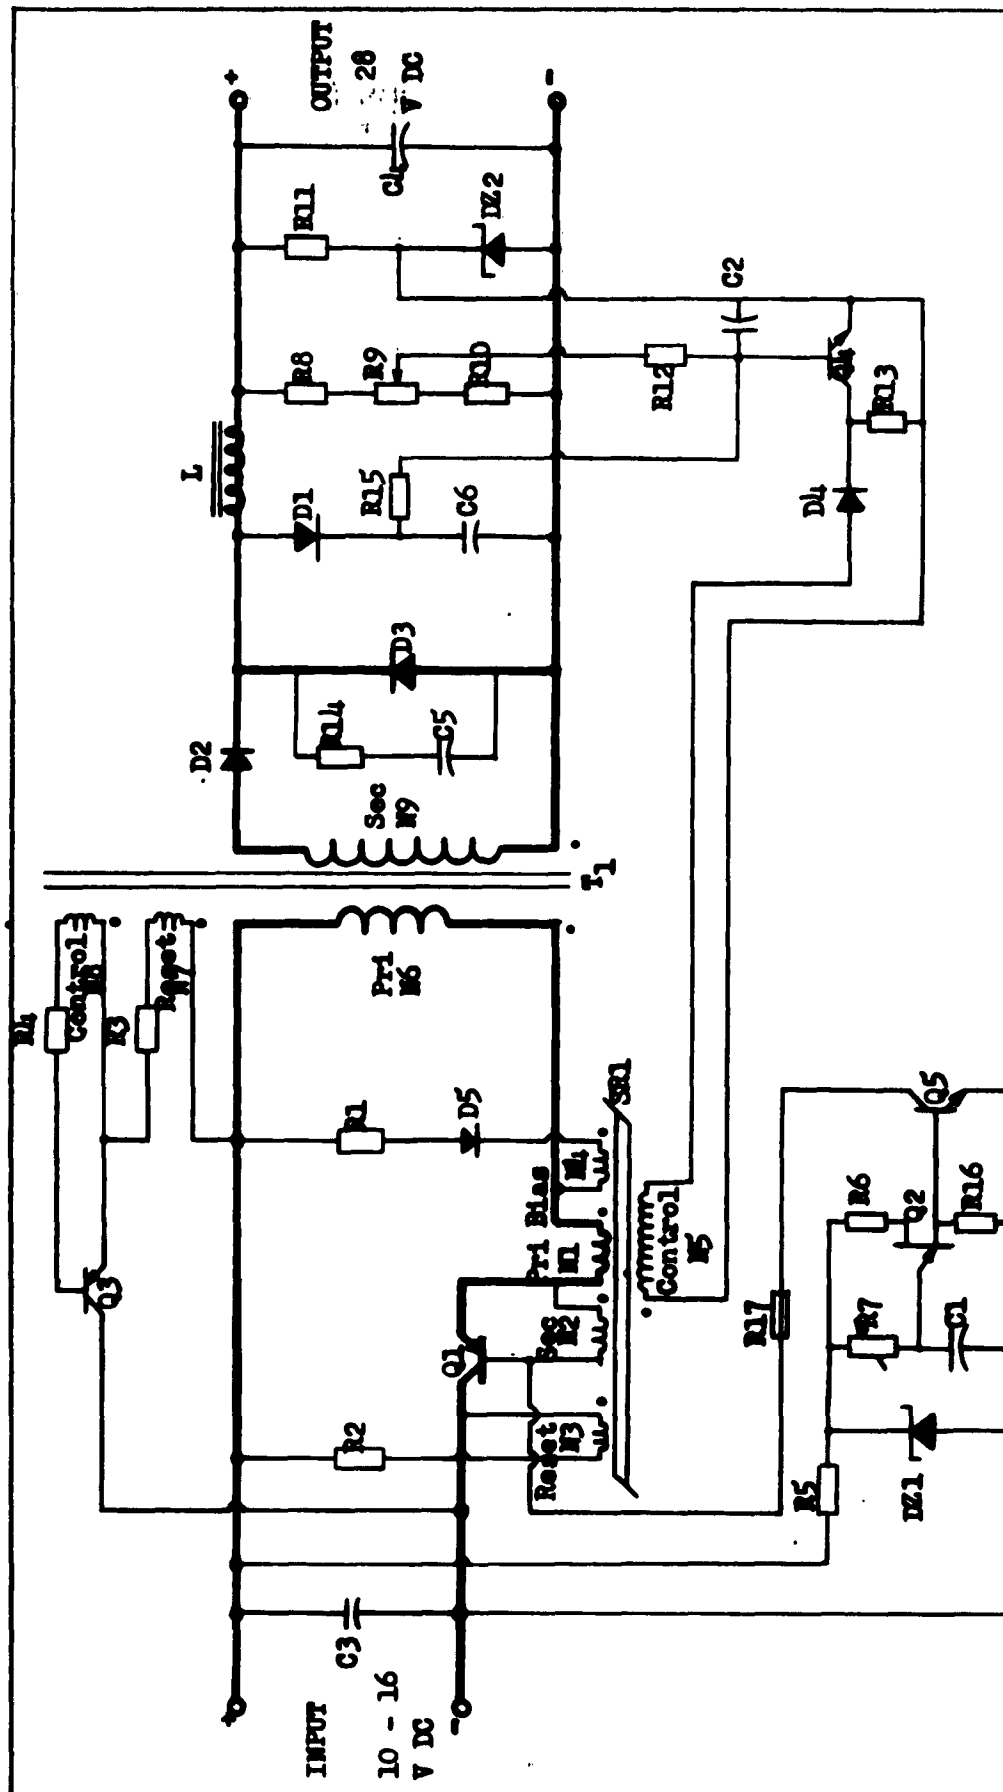 INPUT
10 - 16
V DC
+
-
C3
R2
Q3
R4
R3
Control
N8
Reset
N7
R1
D5
Pri
N6
Q1
Reset
N3
Sec
N2
Pri
N1
Bias
N4
SR1
Control
N5
R17
R5
DZ1
R7
C1
R6
Q2
R16
Q5
T1
Sec
N9
D2
R14
C5
D3
L
D1
R15
C6
R8
R9
R10
R11
DZ2
C4
R12
C2
Q4
R13
D4
+
-
OUTPUT
28
V DC